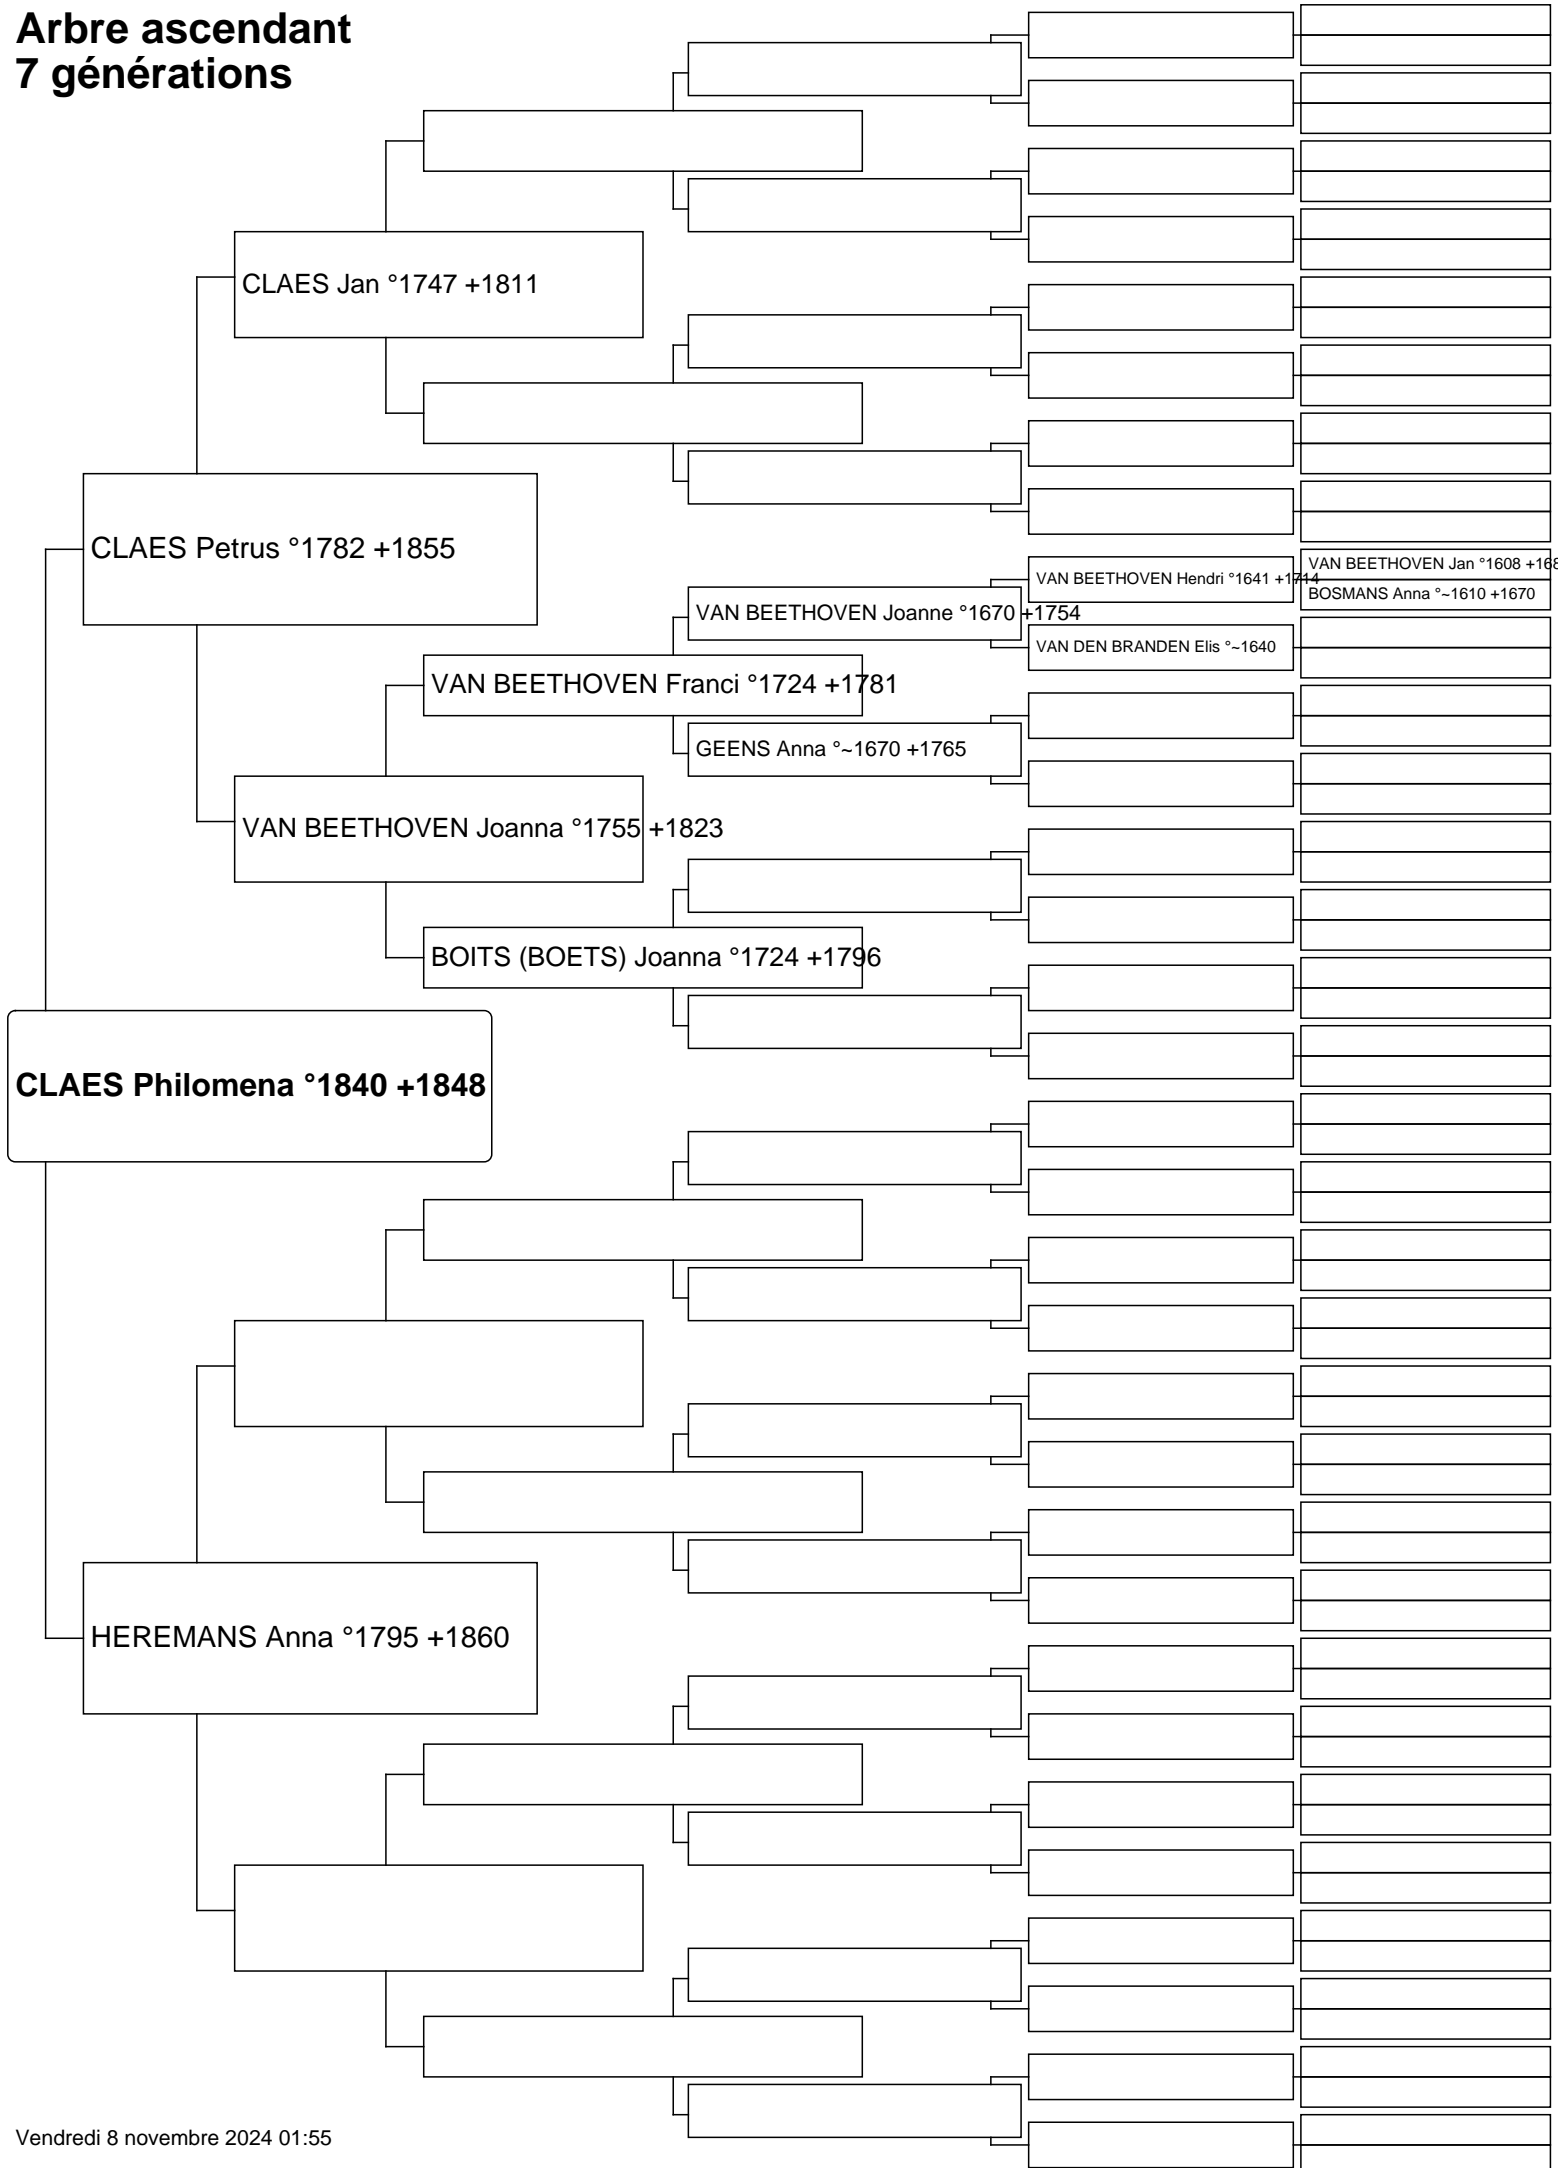 Arbre ascendant
7 générations
CLAES Jan °1747 +1811
CLAES Petrus °1782 +1855
VAN BEETHOVEN Jan °1608 +168
VAN BEETHOVEN Hendri °1641 +1714
BOSMANS Anna °~1610 +1670
VAN BEETHOVEN Joanne °1670 +1754
VAN DEN BRANDEN Elis °~1640
VAN BEETHOVEN Franci °1724 +1781
GEENS Anna °~1670 +1765
VAN BEETHOVEN Joanna °1755 +1823
BOITS (BOETS) Joanna °1724 +1796
CLAES Philomena °1840 +1848
HEREMANS Anna °1795 +1860
Vendredi 8 novembre 2024 01:55